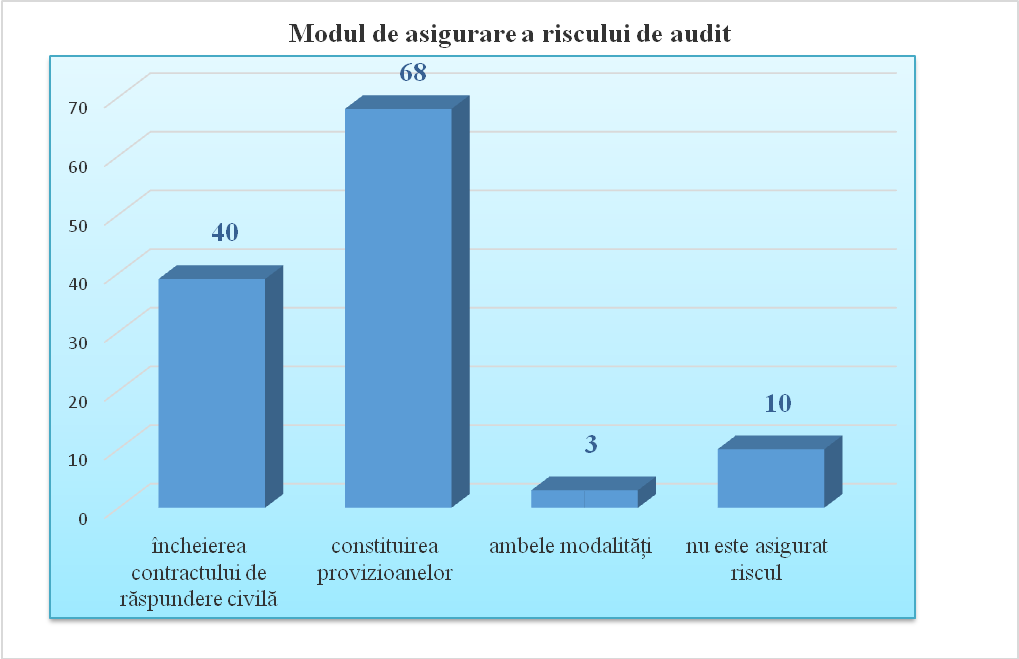 Modul de asigurare a riscului de audit
70
60
50
40
30
20
10
0
40
68
3
10
încheierea
contractului de
răspundere civilă
constituirea
provizioanelor
ambele modalități
nu este asigurat
riscul